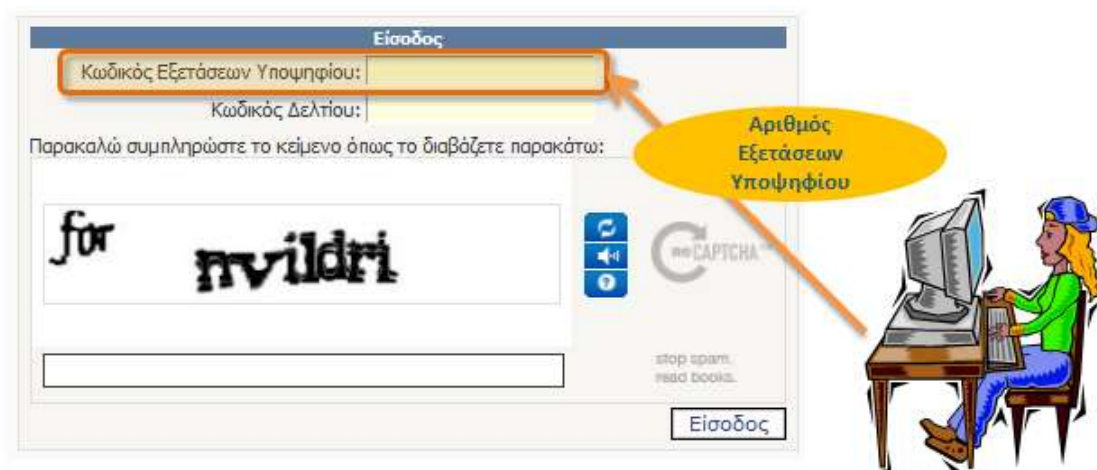 Είσοδος
Κωδικός Εξετάσεων Υποψηφίου:
Κωδικός Δελτίου:
Παρακαλώ συμπληρώστε το κείμενο όπως το διαβάζετε παρακάτω:
Αριθμός
Εξετάσεων
Υποψηφίου
for nvildri
reCAPTCHA™
stop spam.
read books.
Είσοδος